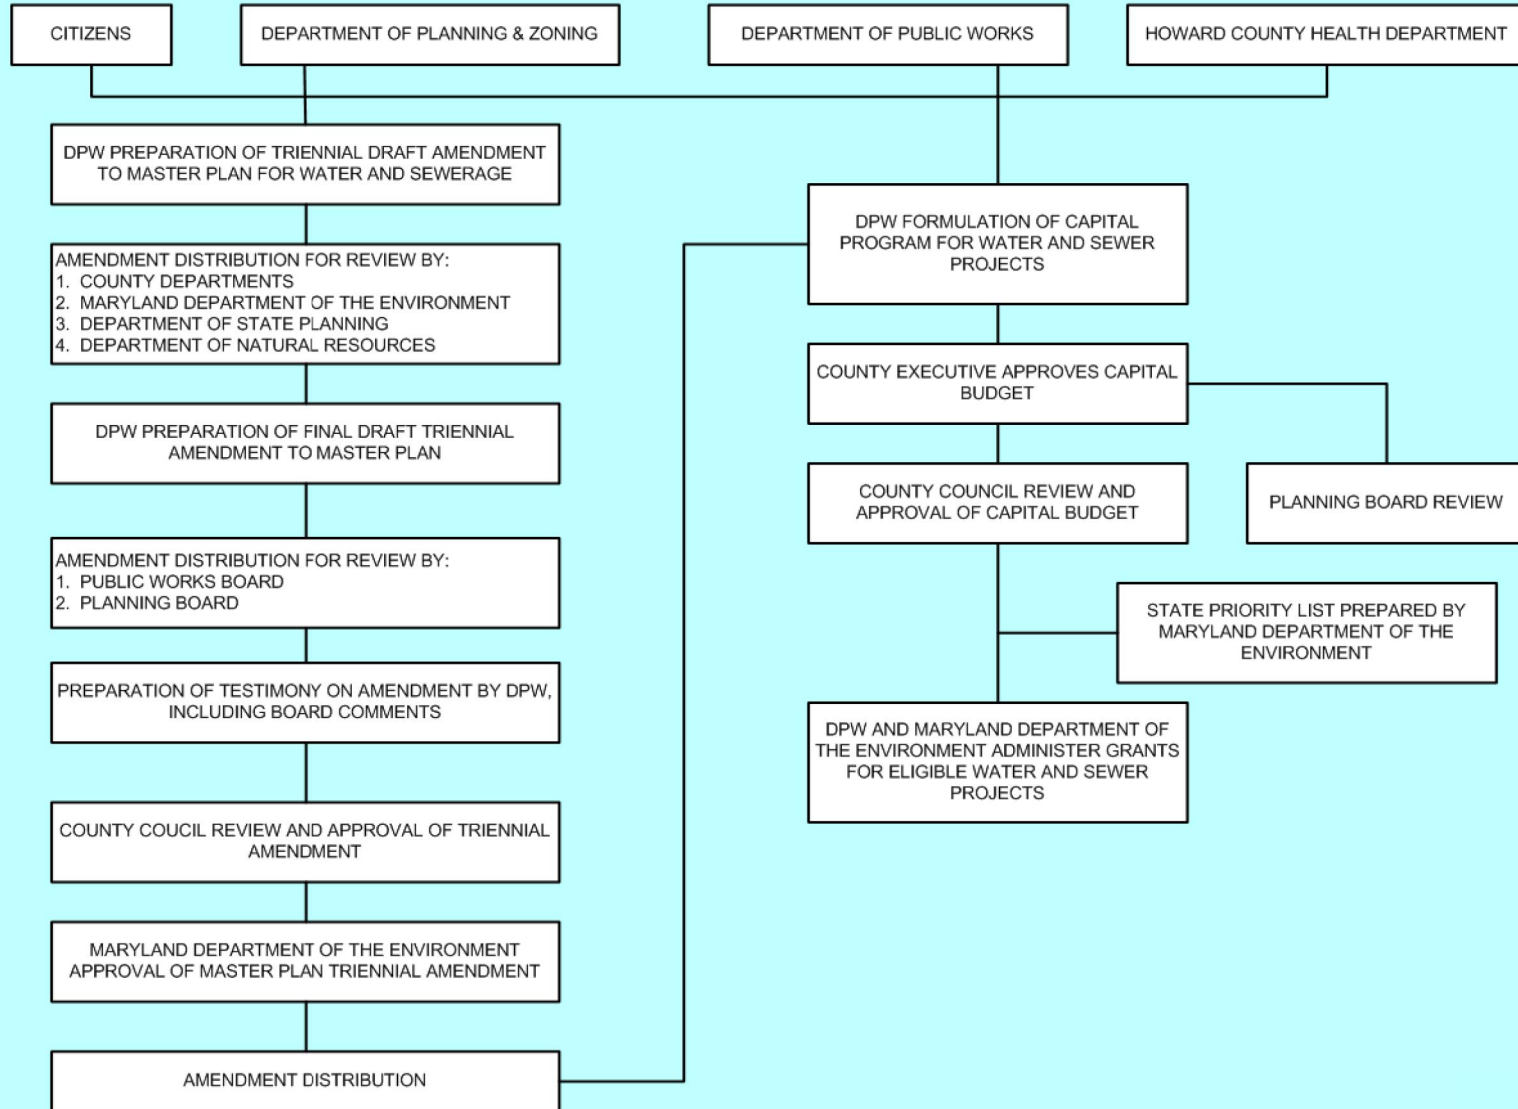 CITIZENS
DEPARTMENT OF PLANNING & ZONING
DEPARTMENT OF PUBLIC WORKS
HOWARD COUNTY HEALTH DEPARTMENT
DPW PREPARATION OF TRIENNIAL DRAFT AMENDMENT
TO MASTER PLAN FOR WATER AND SEWERAGE
AMENDMENT DISTRIBUTION FOR REVIEW BY:
1. COUNTY DEPARTMENTS
2. MARYLAND DEPARTMENT OF THE ENVIRONMENT
3. DEPARTMENT OF STATE PLANNING
4. DEPARTMENT OF NATURAL RESOURCES
DPW PREPARATION OF FINAL DRAFT TRIENNIAL
AMENDMENT TO MASTER PLAN
AMENDMENT DISTRIBUTION FOR REVIEW BY:
1. PUBLIC WORKS BOARD
2. PLANNING BOARD
PREPARATION OF TESTIMONY ON AMENDMENT BY DPW,
INCLUDING BOARD COMMENTS
COUNTY COUCIL REVIEW AND APPROVAL OF TRIENNIAL
AMENDMENT
MARYLAND DEPARTMENT OF THE ENVIRONMENT
APPROVAL OF MASTER PLAN TRIENNIAL AMENDMENT
AMENDMENT DISTRIBUTION
DPW FORMULATION OF CAPITAL
PROGRAM FOR WATER AND SEWER
PROJECTS
COUNTY EXECUTIVE APPROVES CAPITAL
BUDGET
COUNTY COUNCIL REVIEW AND
APPROVAL OF CAPITAL BUDGET
PLANNING BOARD REVIEW
STATE PRIORITY LIST PREPARED BY
MARYLAND DEPARTMENT OF THE
ENVIRONMENT
DPW AND MARYLAND DEPARTMENT OF
THE ENVIRONMENT ADMINISTER GRANTS
FOR ELIGIBLE WATER AND SEWER
PROJECTS